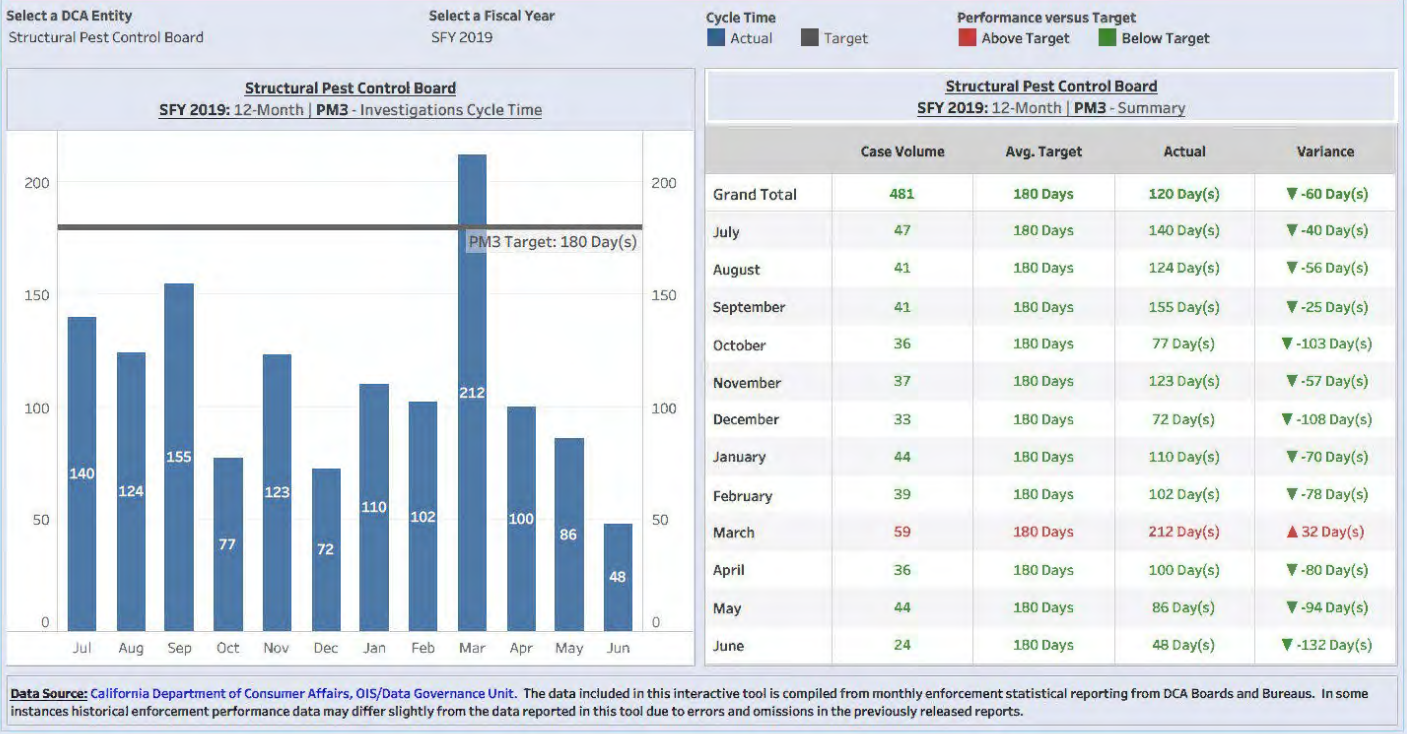 Select a DCA Entity
Structural Pest Control Board
Select a Fiscal Year
SFY 2019
Cycle Time
Actual Target
Performance versus Target
Above Target Below Target
Structural Pest Control Board
SFY 2019: 12-Month | PM3 - Investigations Cycle Time
200 200
PM3 Target: 180 Day(s)
150 150
100 100
50 50
0 0
140 124 155 77 123 72 110 102 212 100 86 48
Jul Aug Sep Oct Nov Dec Jan Feb Mar Apr May Jun
Structural Pest Control Board
SFY 2019: 12-Month | PM3 - Summary
Case Volume Avg. Target Actual Variance
Grand Total 481 180 Days 120 Day(s) ▼ -60 Day(s)
July 47 180 Days 140 Day(s) ▼ -40 Day(s)
August 41 180 Days 124 Day(s) ▼ -56 Day(s)
September 41 180 Days 155 Day(s) ▼ -25 Day(s)
October 36 180 Days 77 Day(s) ▼ -103 Day(s)
November 37 180 Days 123 Day(s) ▼ -57 Day(s)
December 33 180 Days 72 Day(s) ▼ -108 Day(s)
January 44 180 Days 110 Day(s) ▼ -70 Day(s)
February 39 180 Days 102 Day(s) ▼ -78 Day(s)
March 59 180 Days 212 Day(s) ▲ 32 Day(s)
April 36 180 Days 100 Day(s) ▼ -80 Day(s)
May 44 180 Days 86 Day(s) ▼ -94 Day(s)
June 24 180 Days 48 Day(s) ▼ -132 Day(s)
Data Source: California Department of Consumer Affairs, OIS/Data Governance Unit. The data included in this interactive tool is compiled from monthly enforcement statistical reporting from DCA Boards and Bureaus. In some
instances historical enforcement performance data may differ slightly from the data reported in this tool due to errors and omissions in the previously released reports.